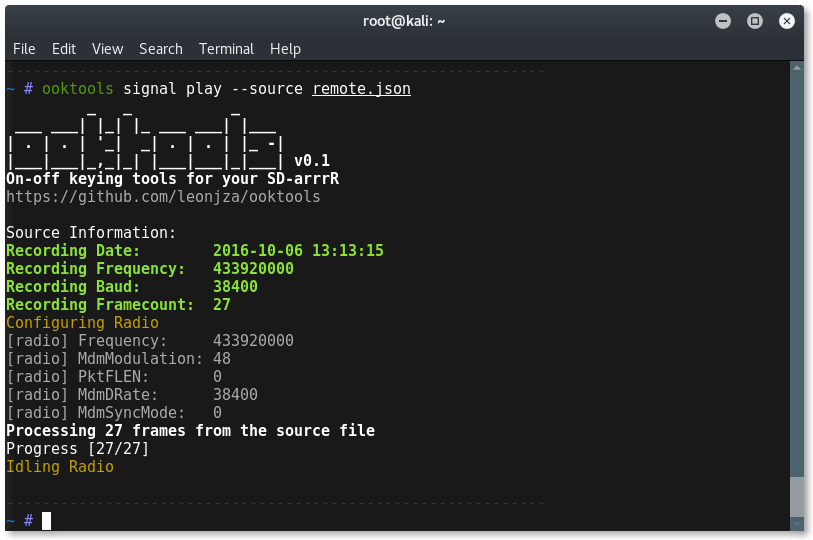 root@kali: ~
File Edit View Search Terminal Help
~ # ooktools signal play --source remote.json
ooktools v0.1
On-off keying tools for your SD-arrrR
https://github.com/leonjza/ooktools
Source Information:
Recording Date: 2016-10-06 13:13:15
Recording Frequency: 433920000
Recording Baud: 38400
Recording Framecount: 27
Configuring Radio
[radio] Frequency: 433920000
[radio] MdmModulation: 48
[radio] PktFLEN: 0
[radio] MdmDRate: 38400
[radio] MdmSyncMode: 0
Processing 27 frames from the source file
Progress [27/27]
Idling Radio
~ #